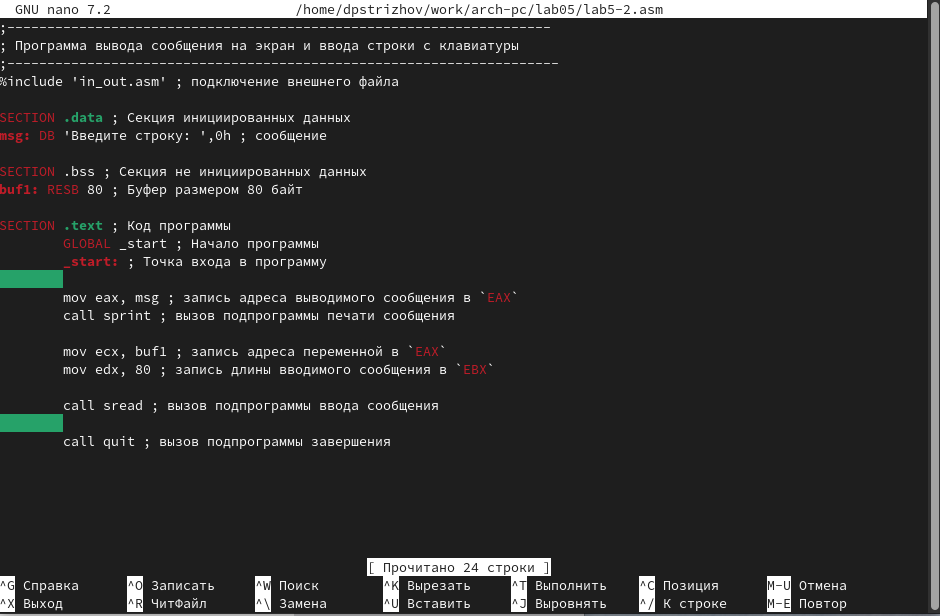 GNU nano 7.2 /home/dpstrizhov/work/arch-pc/lab05/lab5-2.asm
;--------------------------------------------------------------------
; Программа вывода сообщения на экран и ввода строки с клавиатуры
;---------------------------------------------------------------------
%include 'in_out.asm' ; подключение внешнего файла
SECTION .data ; Секция инициированных данных
msg: DB 'Введите строку: ',0h ; сообщение
SECTION .bss ; Секция не инициированных данных
buf1: RESB 80 ; Буфер размером 80 байт
SECTION .text ; Код программы
GLOBAL _start ; Начало программы
_start: ; Точка входа в программу
mov eax, msg ; запись адреса выводимого сообщения в `EAX`
call sprint ; вызов подпрограммы печати сообщения
mov ecx, buf1 ; запись адреса переменной в `EAX`
mov edx, 80 ; запись длины вводимого сообщения в `EBX`
call sread ; вызов подпрограммы ввода сообщения
call quit ; вызов подпрограммы завершения
[ Прочитано 24 строки ]
^G Справка ^O Записать ^W Поиск ^K Вырезать ^T Выполнить ^C Позиция M-U Отмена
^X Выход ^R ЧитФайл ^\ Замена ^U Вставить ^J Выровнять ^/ К строке M-E Повтор